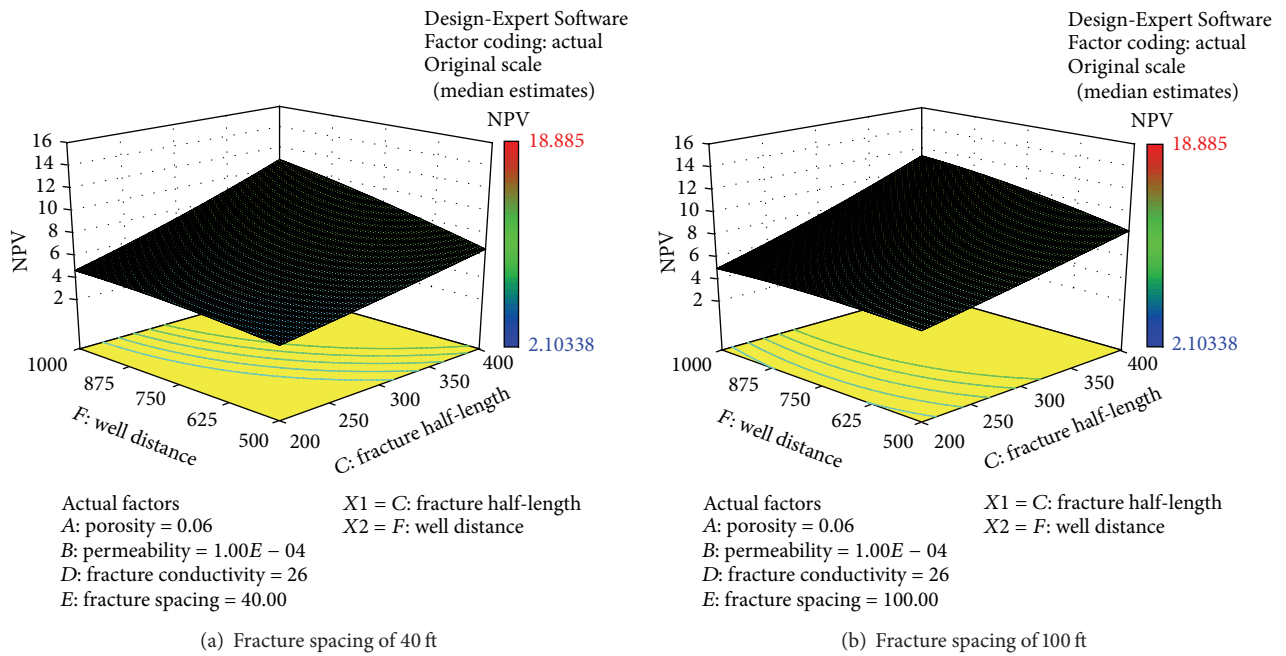 Design-Expert Software
Factor coding: actual
Original scale
(median estimates)
NPV
18.885
2.10338
16
14
12
10
8
6
4
2
NPV
1000
875
750
625
500
F: well distance
200
250
300
350
400
C: fracture half-length
Actual factors
A: porosity = 0.06
B: permeability = 1.00E − 04
D: fracture conductivity = 26
E: fracture spacing = 40.00
X1 = C: fracture half-length
X2 = F: well distance
(a) Fracture spacing of 40 ft
Design-Expert Software
Factor coding: actual
Original scale
(median estimates)
NPV
18.885
2.10338
16
14
12
10
8
6
4
2
NPV
1000
875
750
625
500
F: well distance
200
250
300
350
400
C: fracture half-length
Actual factors
A: porosity = 0.06
B: permeability = 1.00E − 04
D: fracture conductivity = 26
E: fracture spacing = 100.00
X1 = C: fracture half-length
X2 = F: well distance
(b) Fracture spacing of 100 ft